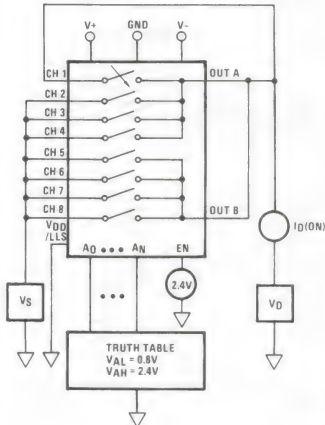 V+ GND V-
CH 1 OUT A
CH 2
CH 3
CH 4
CH 5
CH 6
CH 7
CH 8 OUT B
VDD
/LLS
A0 ••• AN EN
ID(ON)
•••
2.4V
VS
VD
TRUTH TABLE
VAL = 0.8V
VAH = 2.4V